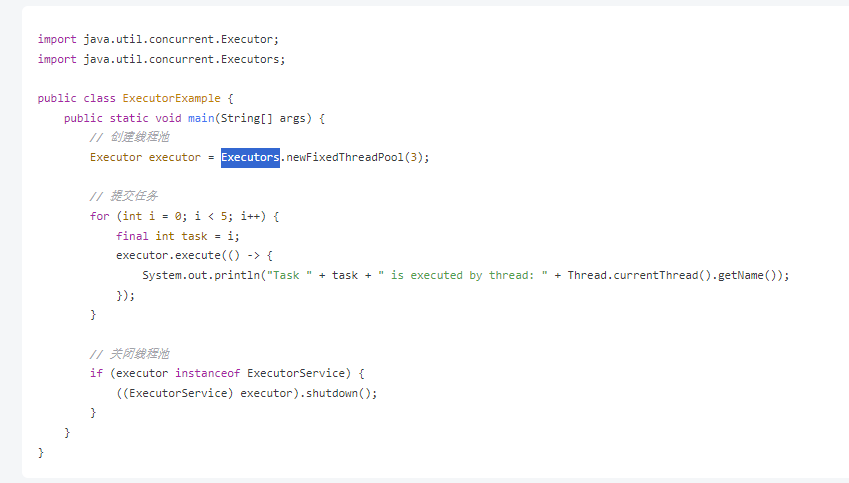 import java.util.concurrent.Executor;
import java.util.concurrent.Executors;
public class ExecutorExample {
public static void main(String[] args) {
// 创建线程池
Executor executor = Executors.newFixedThreadPool(3);
// 提交任务
for (int i = 0; i < 5; i++) {
final int task = i;
executor.execute(() -> {
System.out.println("Task " + task + " is executed by thread: " + Thread.currentThread().getName());
});
}
// 关闭线程池
if (executor instanceof ExecutorService) {
((ExecutorService) executor).shutdown();
}
}
}